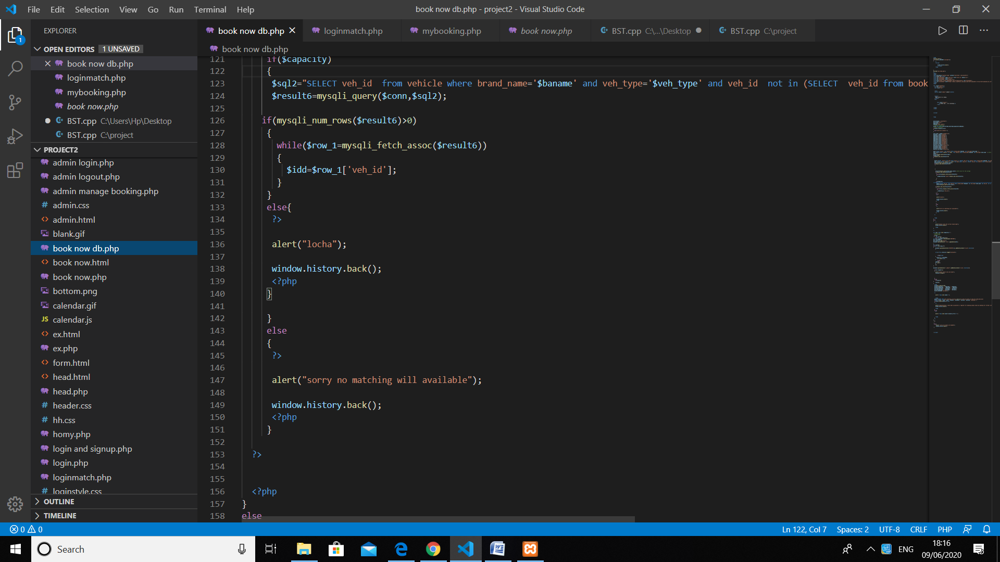 File Edit Selection View Go Run Terminal Help
book now db.php - project2 - Visual Studio Code
EXPLORER
OPEN EDITORS 1 UNSAVED
book now db.php
loginmatch.php
mybooking.php
book now.php
BST.cpp C:\Users\Hp\Desktop
BST.cpp C:\project
PROJECT2
admin login.php
admin logout.php
admin manage booking.php
admin.css
admin.html
blank.gif
book now db.php
book now.html
book now.php
bottom.png
calendar.gif
calendar.js
ex.html
ex.php
form.html
head.html
head.php
header.css
hh.css
homy.php
login and signup.php
login.php
loginmatch.php
loginstyle.css
OUTLINE
TIMELINE
book now db.php loginmatch.php mybooking.php book now.php BST.cpp C:\...\Desktop BST.cpp C:\project
book now db.php
121 if($capacity)
122 {
123 $sql2="SELECT veh_id  from vehicle where brand_name='$baname' and veh_type='$veh_type' and veh_id  not in (SELECT  veh_id from book
124 $result6=mysqli_query($conn,$sql2);
125
126 if(mysqli_num_rows($result6)>0)
127 {
128 while($row_1=mysqli_fetch_assoc($result6))
129 {
130 $idd=$row_1['veh_id'];
131 }
132 }
133 else{
134 ?>
135
136 alert("locha");
137
138 window.history.back();
139 <?php
140 }
141
142 }
143 else
144 {
145 ?>
146
147 alert("sorry no matching will available");
148
149 window.history.back();
150 <?php
151 }
152
153 ?>
154
155
156 <?php
157 }
158 else
0 0
Ln 122, Col 7 Spaces: 2 UTF-8 CRLF PHP
Search
ENG
18:16
09/06/2020